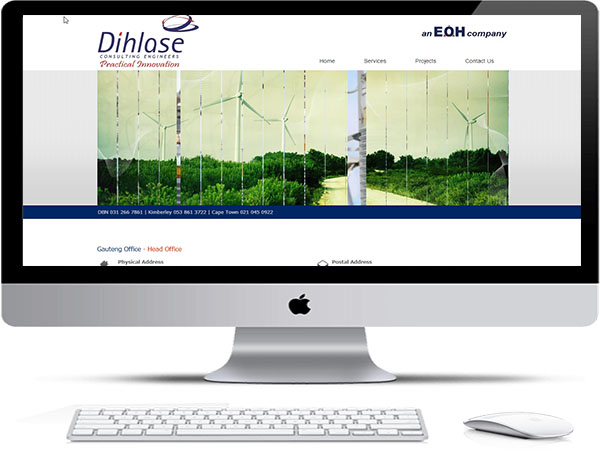 Dihlase
CONSULTING ENGINEERS
Practical Innovation
an EOH company
Home Services Projects Contact Us
DBN 031 266 7861 | Kimberley 053 861 3722 | Cape Town 021 045 0922
Gauteng Office - Head Office
Physical Address Postal Address